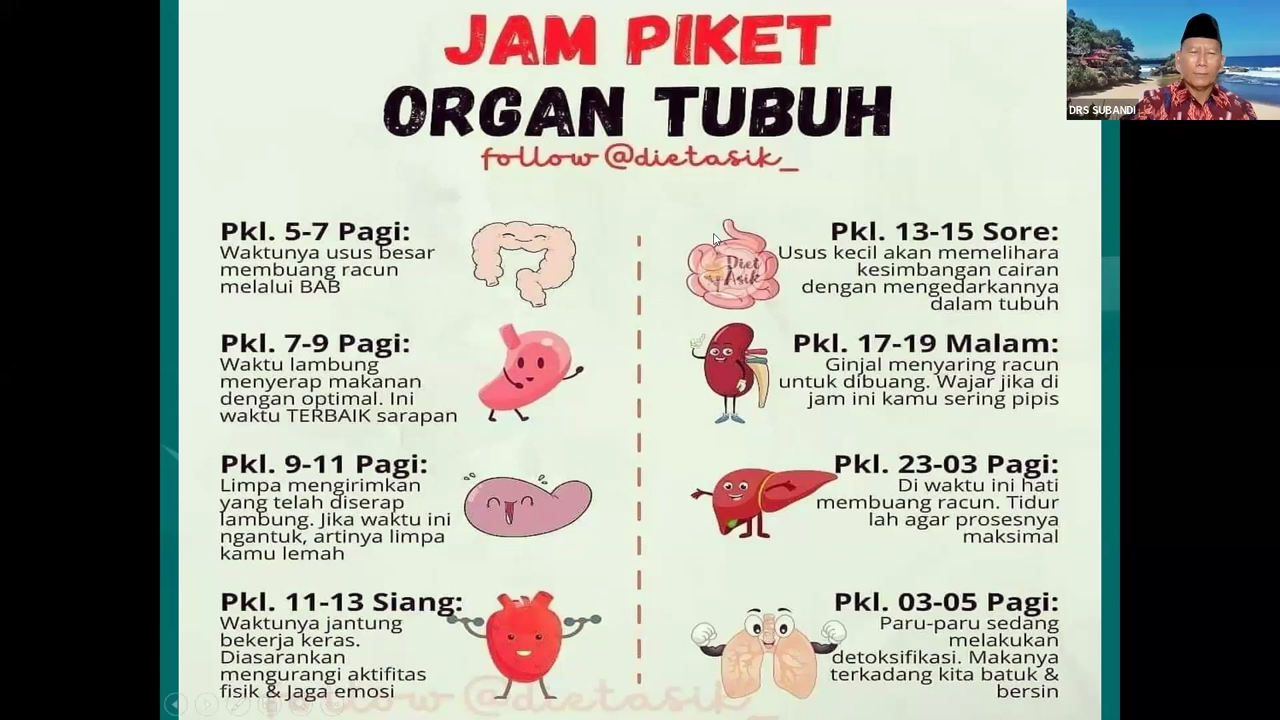 JAM PIKET
ORGAN TUBUH
follow @dietasik_
DRS SUBANDI
Pkl. 5-7 Pagi:
Waktunya usus besar
membuang racun
melalui BAB
Pkl. 7-9 Pagi:
Waktu lambung
menyerap makanan
dengan optimal. Ini
waktu TERBAIK sarapan
Pkl. 9-11 Pagi:
Limpa mengirimkan
yang telah diserap
lambung. Jika waktu ini
ngantuk, artinya limpa
kamu lemah
Pkl. 11-13 Siang:
Waktunya jantung
bekerja keras.
Diasarankan
mengurangi aktifitas
fisik & Jaga emosi
Pkl. 13-15 Sore:
Usus kecil akan memelihara
kesimbangan cairan
dengan mengedarkannya
dalam tubuh
Diet
Asik
Pkl. 17-19 Malam:
Ginjal menyaring racun
untuk dibuang. Wajar jika di
jam ini kamu sering pipis
Pkl. 23-03 Pagi:
Di waktu ini hati
membuang racun. Tidur
lah agar prosesnya
maksimal
Pkl. 03-05 Pagi:
Paru-paru sedang
melakukan
detoksifikasi. Makanya
terkadang kita batuk &
bersin
follow @dietasik_